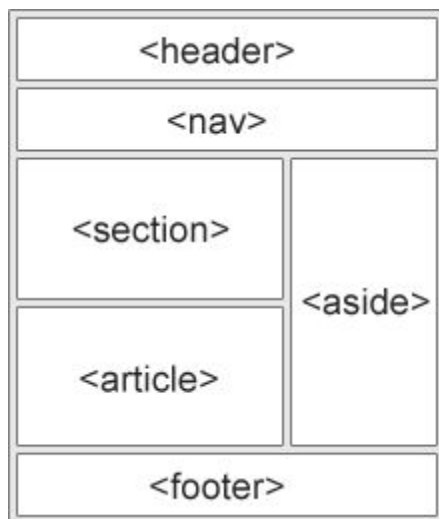 <header>
<nav>
<section>
<aside>
<article>
<footer>